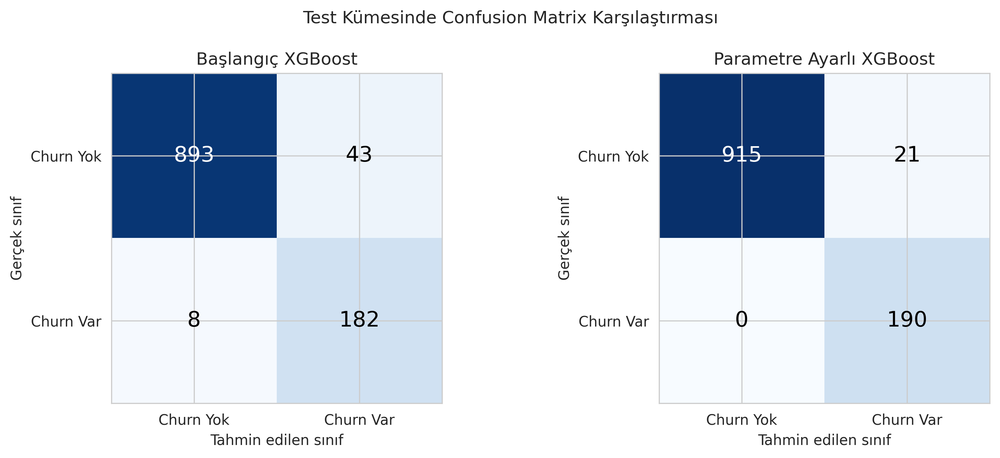 Test Kümesinde Confusion Matrix Karşılaştırması
Başlangıç XGBoost
Gerçek sınıf
Churn Yok
893
43
Churn Var
8
182
Churn Yok
Churn Var
Tahmin edilen sınıf
Parametre Ayarlı XGBoost
Gerçek sınıf
Churn Yok
915
21
Churn Var
0
190
Churn Yok
Churn Var
Tahmin edilen sınıf